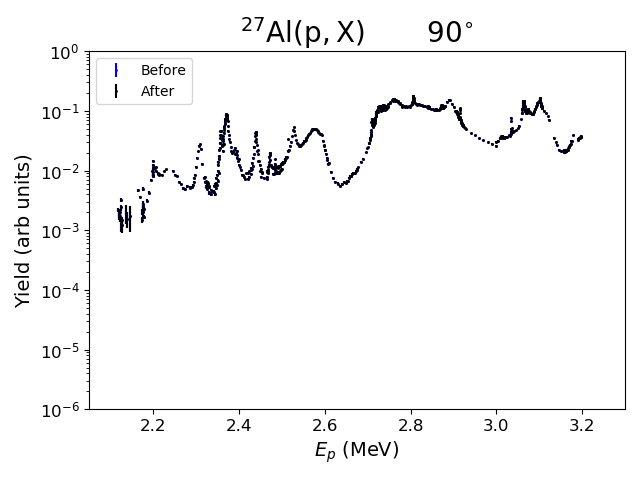 ²⁷Al(p, X) 90°
Before
After
10⁰
10⁻¹
10⁻²
10⁻³
10⁻⁴
10⁻⁵
10⁻⁶
Yield (arb units)
2.2 2.4 2.6 2.8 3.0 3.2
Eₚ (MeV)